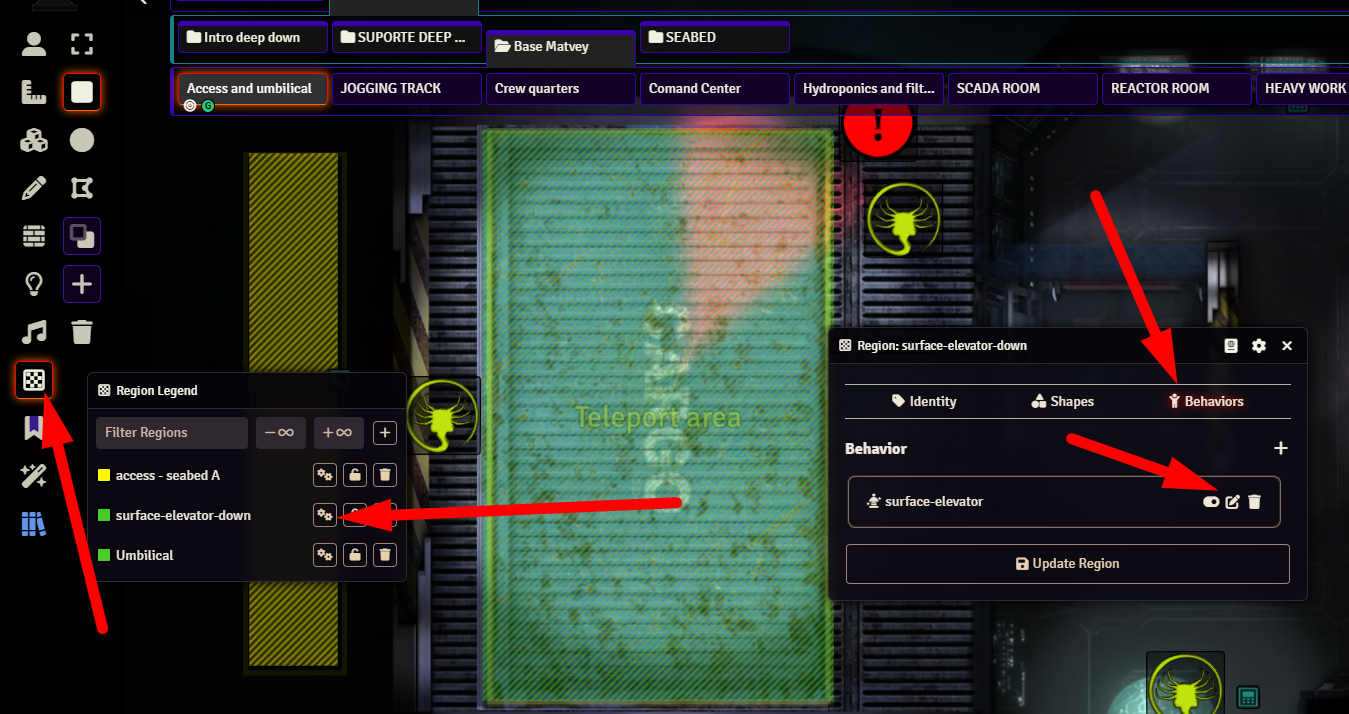 Intro deep down
SUPORTE DEEP ...
Base Matvey
SEABED
Access and umbilical
JOGGING TRACK
Crew quarters
Comand Center
Hydroponics and filt...
SCADA ROOM
REACTOR ROOM
HEAVY WORK
G
!
Teleport area
CARGO
Region Legend
Filter Regions
−∞
+∞
+
access - seabed A
surface-elevator-down
Umbilical
Region: surface-elevator-down
Identity
Shapes
Behaviors
Behavior
surface-elevator
Update Region